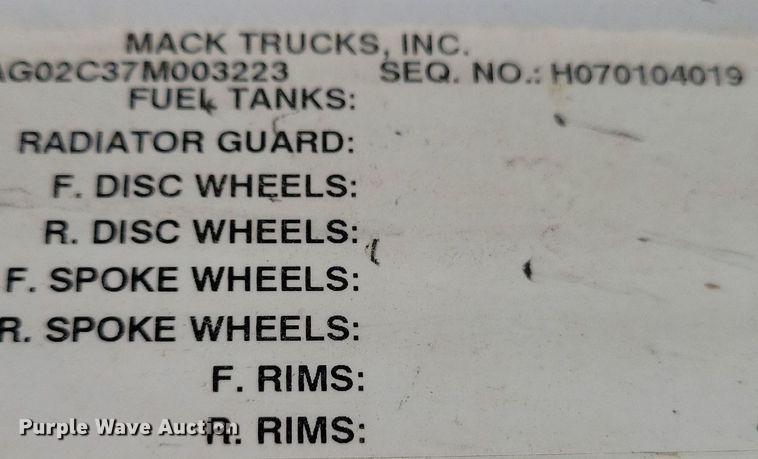 MACK TRUCKS, INC.
AG02C37M003223 SEQ. NO.: H070104019
FUEL TANKS:
RADIATOR GUARD:
F. DISC WHEELS:
R. DISC WHEELS:
F. SPOKE WHEELS:
R. SPOKE WHEELS:
F. RIMS:
R. RIMS:
Purple Wave Auction